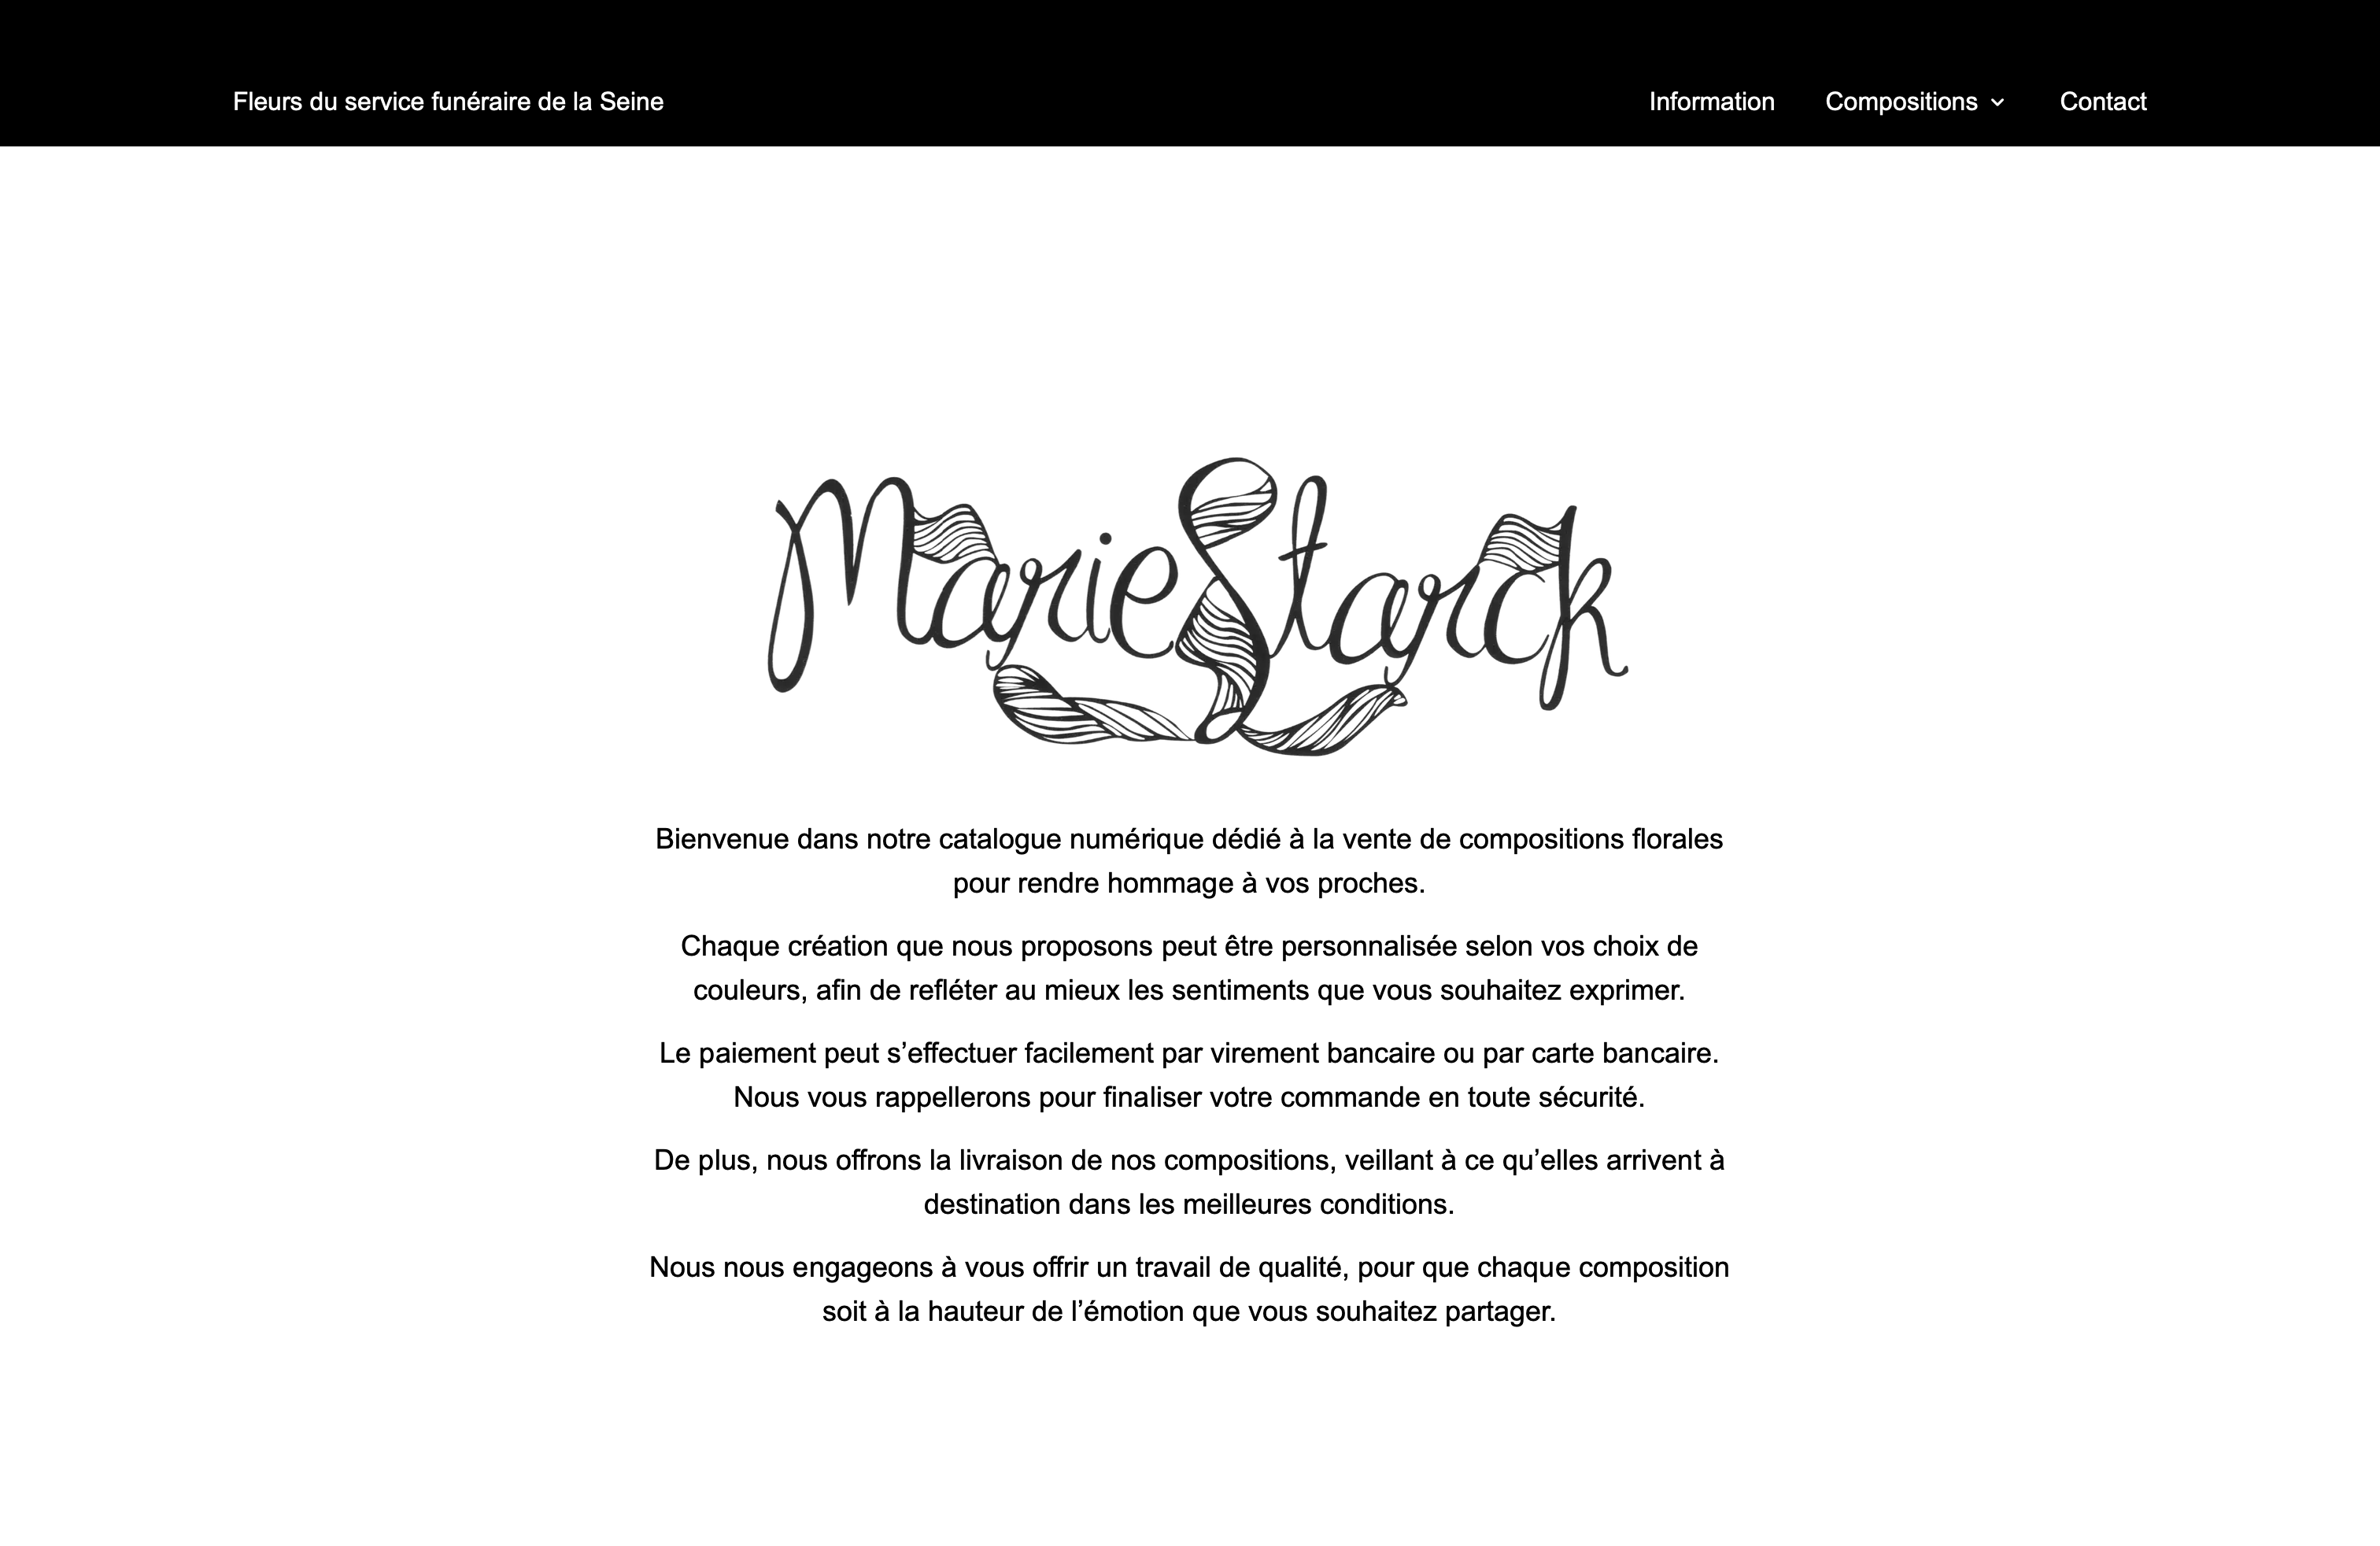 Fleurs du service funéraire de la Seine
Information
Compositions
Contact
Marie Starck
Bienvenue dans notre catalogue numérique dédié à la vente de compositions florales
pour rendre hommage à vos proches.
Chaque création que nous proposons peut être personnalisée selon vos choix de
couleurs, afin de refléter au mieux les sentiments que vous souhaitez exprimer.
Le paiement peut s’effectuer facilement par virement bancaire ou par carte bancaire.
Nous vous rappellerons pour finaliser votre commande en toute sécurité.
De plus, nous offrons la livraison de nos compositions, veillant à ce qu’elles arrivent à
destination dans les meilleures conditions.
Nous nous engageons à vous offrir un travail de qualité, pour que chaque composition
soit à la hauteur de l’émotion que vous souhaitez partager.